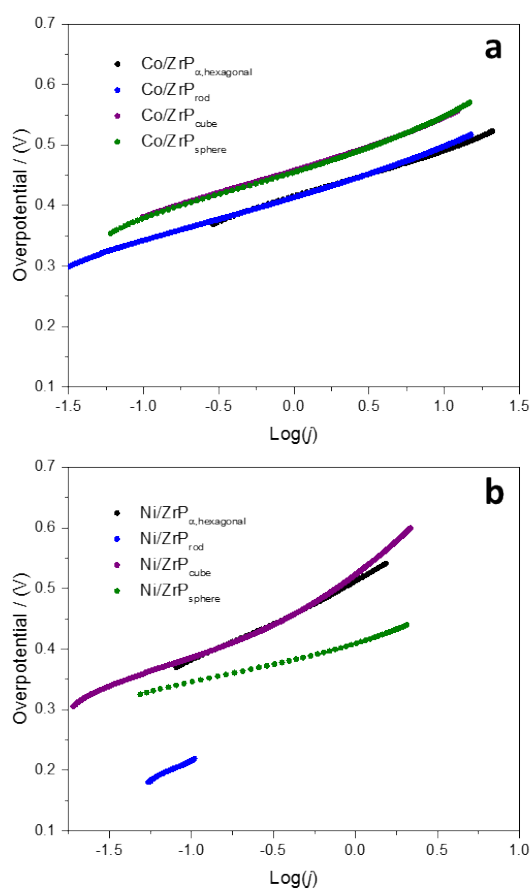 a
0.7
Co/ZrPα,hexagonal
Co/ZrProd
Co/ZrPcube
Co/ZrPsphere
0.6
0.5
0.4
0.3
0.2
0.1
Overpotential / (V)
-1.5 -1.0 -0.5 0.0 0.5 1.0 1.5
Log(j)
b
0.7
Ni/ZrPα,hexagonal
Ni/ZrProd
Ni/ZrPcube
Ni/ZrPsphere
0.6
0.5
0.4
0.3
0.2
0.1
Overpotential / (V)
-1.5 -1.0 -0.5 0.0 0.5 1.0
Log(j)